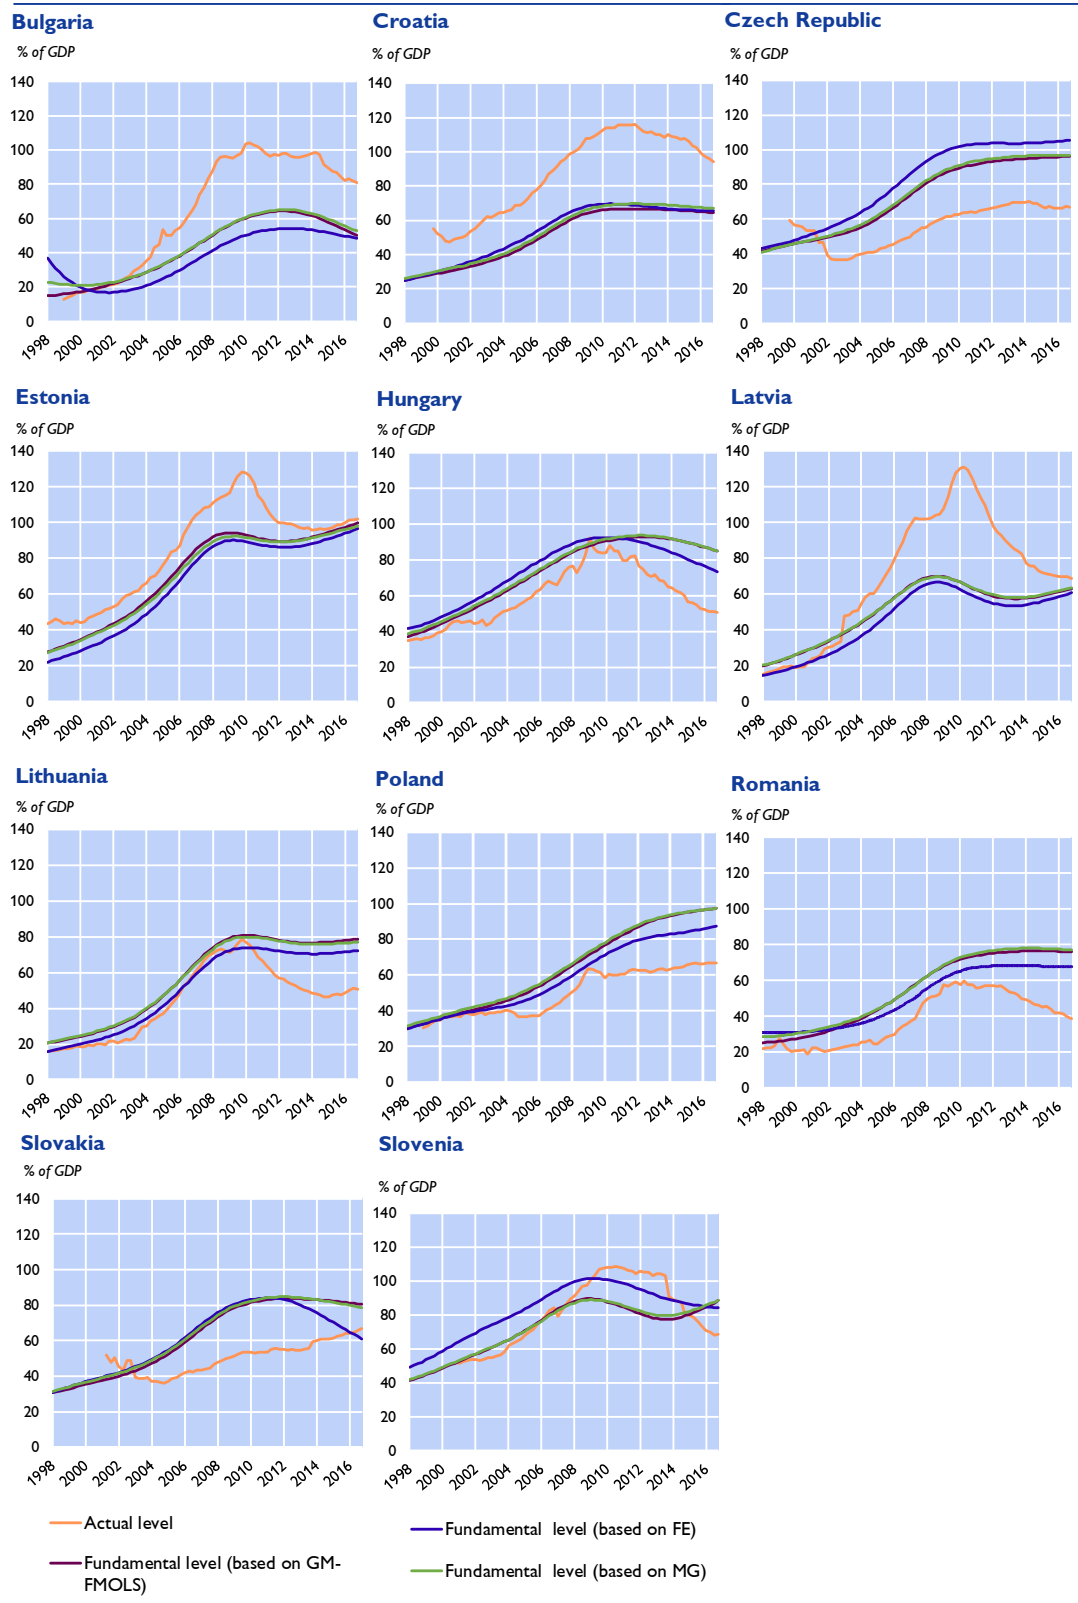 Bulgaria
% of GDP
140
120
100
80
60
40
20
0
1998 2000 2002 2004 2006 2008 2010 2012 2014 2016
Croatia
% of GDP
140
120
100
80
60
40
20
0
1998 2000 2002 2004 2006 2008 2010 2012 2014 2016
Czech Republic
% of GDP
140
120
100
80
60
40
20
0
1998 2000 2002 2004 2006 2008 2010 2012 2014 2016
Estonia
% of GDP
140
120
100
80
60
40
20
0
1998 2000 2002 2004 2006 2008 2010 2012 2014 2016
Hungary
% of GDP
140
120
100
80
60
40
20
0
1998 2000 2002 2004 2006 2008 2010 2012 2014 2016
Latvia
% of GDP
140
120
100
80
60
40
20
0
1998 2000 2002 2004 2006 2008 2010 2012 2014 2016
Lithuania
% of GDP
140
120
100
80
60
40
20
0
1998 2000 2002 2004 2006 2008 2010 2012 2014 2016
Poland
% of GDP
140
120
100
80
60
40
20
0
1998 2000 2002 2004 2006 2008 2010 2012 2014 2016
Romania
% of GDP
140
120
100
80
60
40
20
0
1998 2000 2002 2004 2006 2008 2010 2012 2014 2016
Slovakia
% of GDP
140
120
100
80
60
40
20
0
1998 2000 2002 2004 2006 2008 2010 2012 2014 2016
Slovenia
% of GDP
140
120
100
80
60
40
20
0
1998 2000 2002 2004 2006 2008 2010 2012 2014 2016
Actual level
Fundamental level (based on FE)
Fundamental level (based on GM-
FMOLS)
Fundamental level (based on MG)